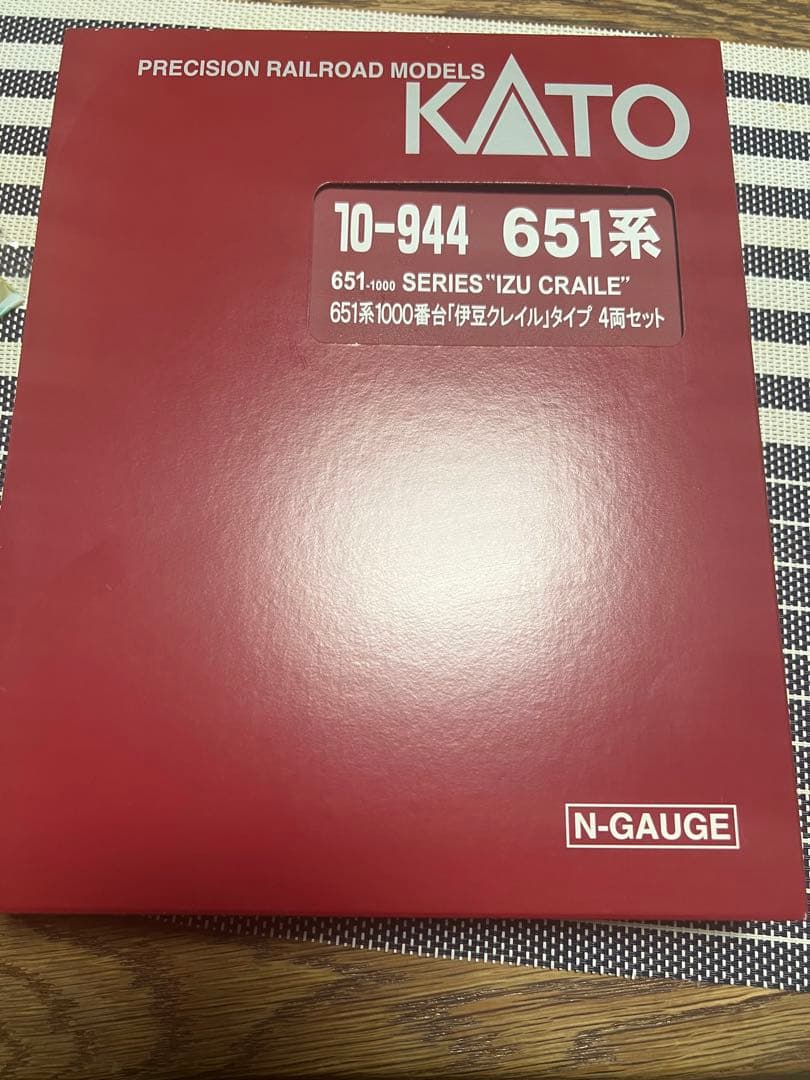 PRECISION RAILROAD MODELS
KATO
10-944 651系
651-1000 SERIES "IZU CRAILE"
651系1000番台「伊豆クレイル」タイプ 4両セット
N-GAUGE